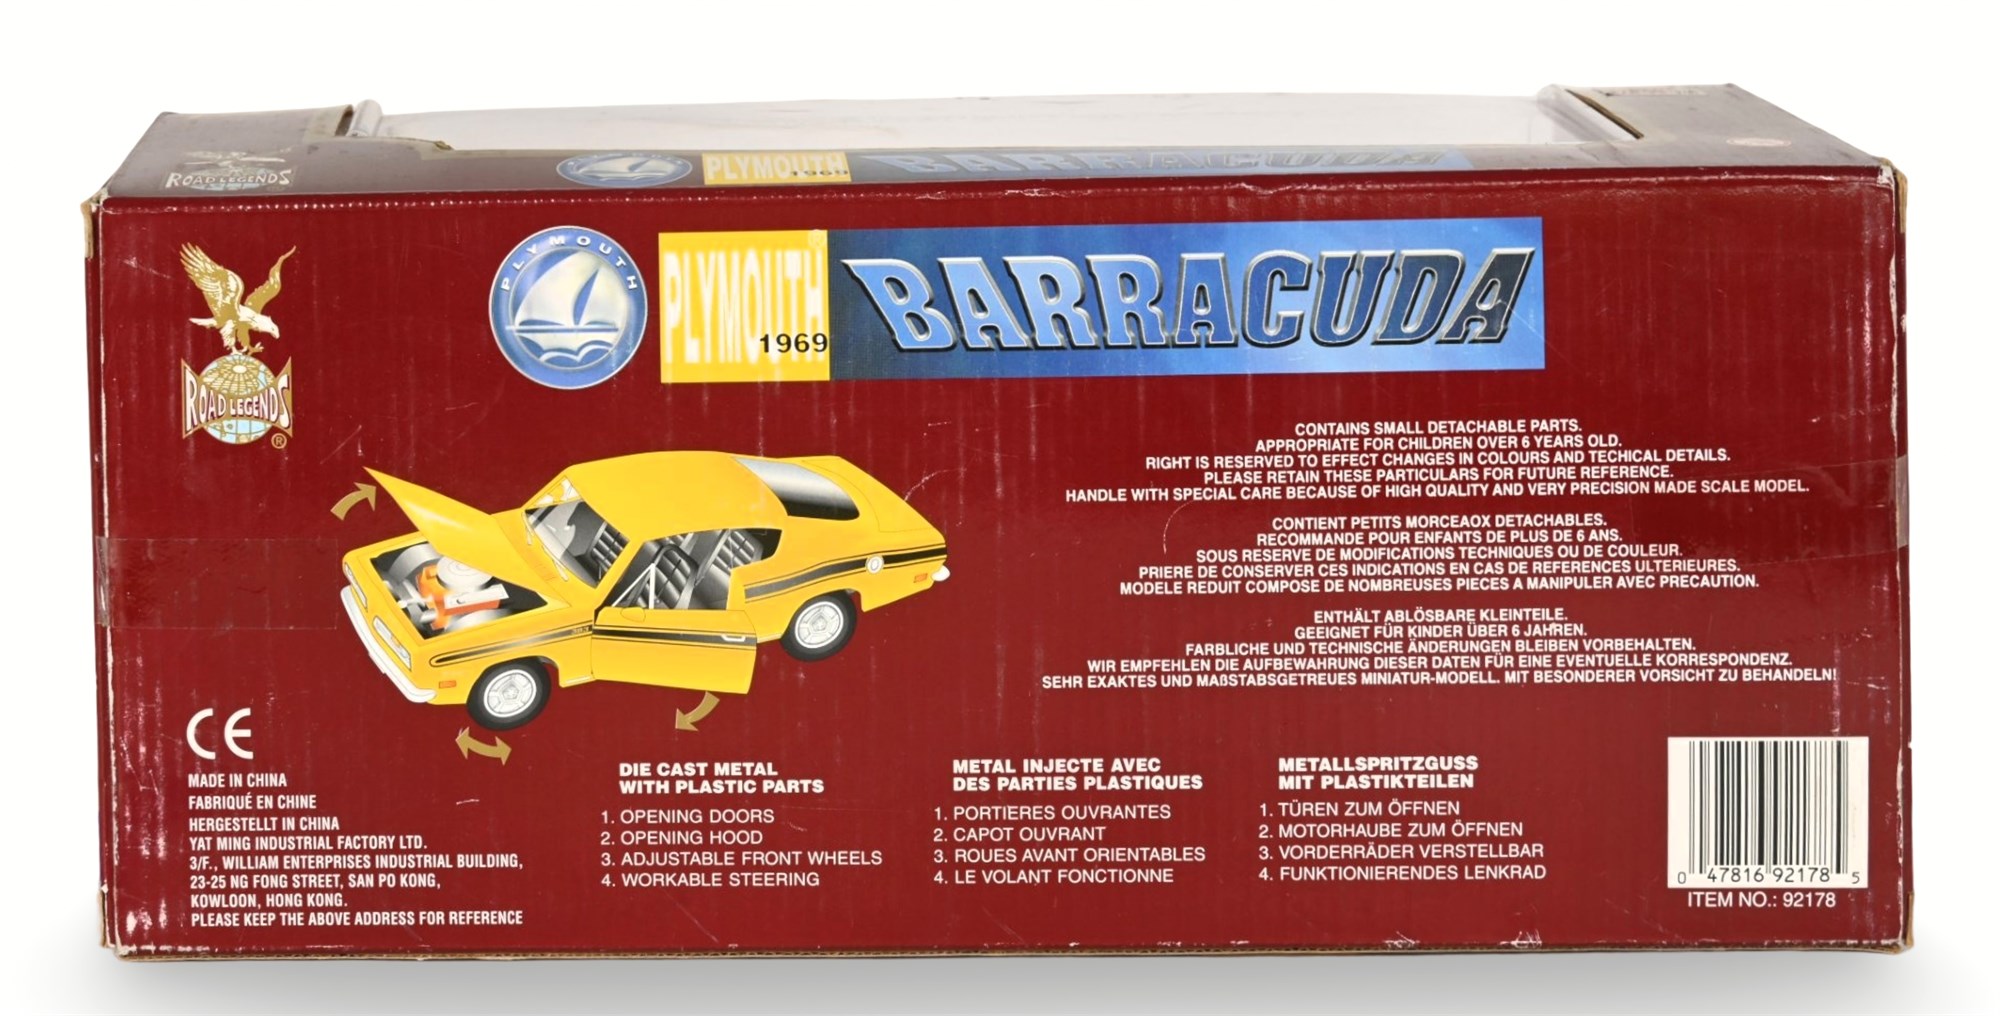 ROAD LEGENDS
PLYMOUTH
1969
BARRACUDA
PLYMOUTH
PLYMOUTH
1969
BARRACUDA
ROAD LEGENDS
®
CONTAINS SMALL DETACHABLE PARTS.
APPROPRIATE FOR CHILDREN OVER 6 YEARS OLD.
RIGHT IS RESERVED TO EFFECT CHANGES IN COLOURS AND TECHICAL DETAILS.
PLEASE RETAIN THESE PARTICULARS FOR FUTURE REFERENCE.
HANDLE WITH SPECIAL CARE BECAUSE OF HIGH QUALITY AND VERY PRECISION MADE SCALE MODEL.
CONTIENT PETITS MORCEAOX DETACHABLES.
RECOMMANDE POUR ENFANTS DE PLUS DE 6 ANS.
SOUS RESERVE DE MODIFICATIONS TECHNIQUES OU DE COULEUR.
PRIERE DE CONSERVER CES INDICATIONS EN CAS DE REFERENCES ULTERIEURES.
MODELE REDUIT COMPOSE DE NOMBREUSES PIECES A MANIPULER AVEC PRECAUTION.
ENTHÄLT ABLÖSBARE KLEINTEILE.
GEEIGNET FÜR KINDER ÜBER 6 JAHREN.
FARBLICHE UND TECHNISCHE ÄNDERUNGEN BLEIBEN VORBEHALTEN.
WIR EMPFEHLEN DIE AUFBEWAHRUNG DIESER DATEN FÜR EINE EVENTUELLE KORRESPONDENZ.
SEHR EXAKTES UND MAßSTABSGETREUES MINIATUR-MODELL. MIT BESONDERER VORSICHT ZU BEHANDELN!
CE
MADE IN CHINA
FABRIQUÉ EN CHINE
HERGESTELLT IN CHINA
YAT MING INDUSTRIAL FACTORY LTD.
3/F., WILLIAM ENTERPRISES INDUSTRIAL BUILDING,
23-25 NG FONG STREET, SAN PO KONG,
KOWLOON, HONG KONG.
PLEASE KEEP THE ABOVE ADDRESS FOR REFERENCE
DIE CAST METAL
WITH PLASTIC PARTS
1. OPENING DOORS
2. OPENING HOOD
3. ADJUSTABLE FRONT WHEELS
4. WORKABLE STEERING
METAL INJECTE AVEC
DES PARTIES PLASTIQUES
1. PORTIERES OUVRANTES
2. CAPOT OUVRANT
3. ROUES AVANT ORIENTABLES
4. LE VOLANT FONCTIONNE
METALLSPRITZGUSS
MIT PLASTIKTEILEN
1. TÜREN ZUM ÖFFNEN
2. MOTORHAUBE ZUM ÖFFNEN
3. VORDERRÄDER VERSTELLBAR
4. FUNKTIONIERENDES LENKRAD
0 47816 92178 5
ITEM NO.: 92178